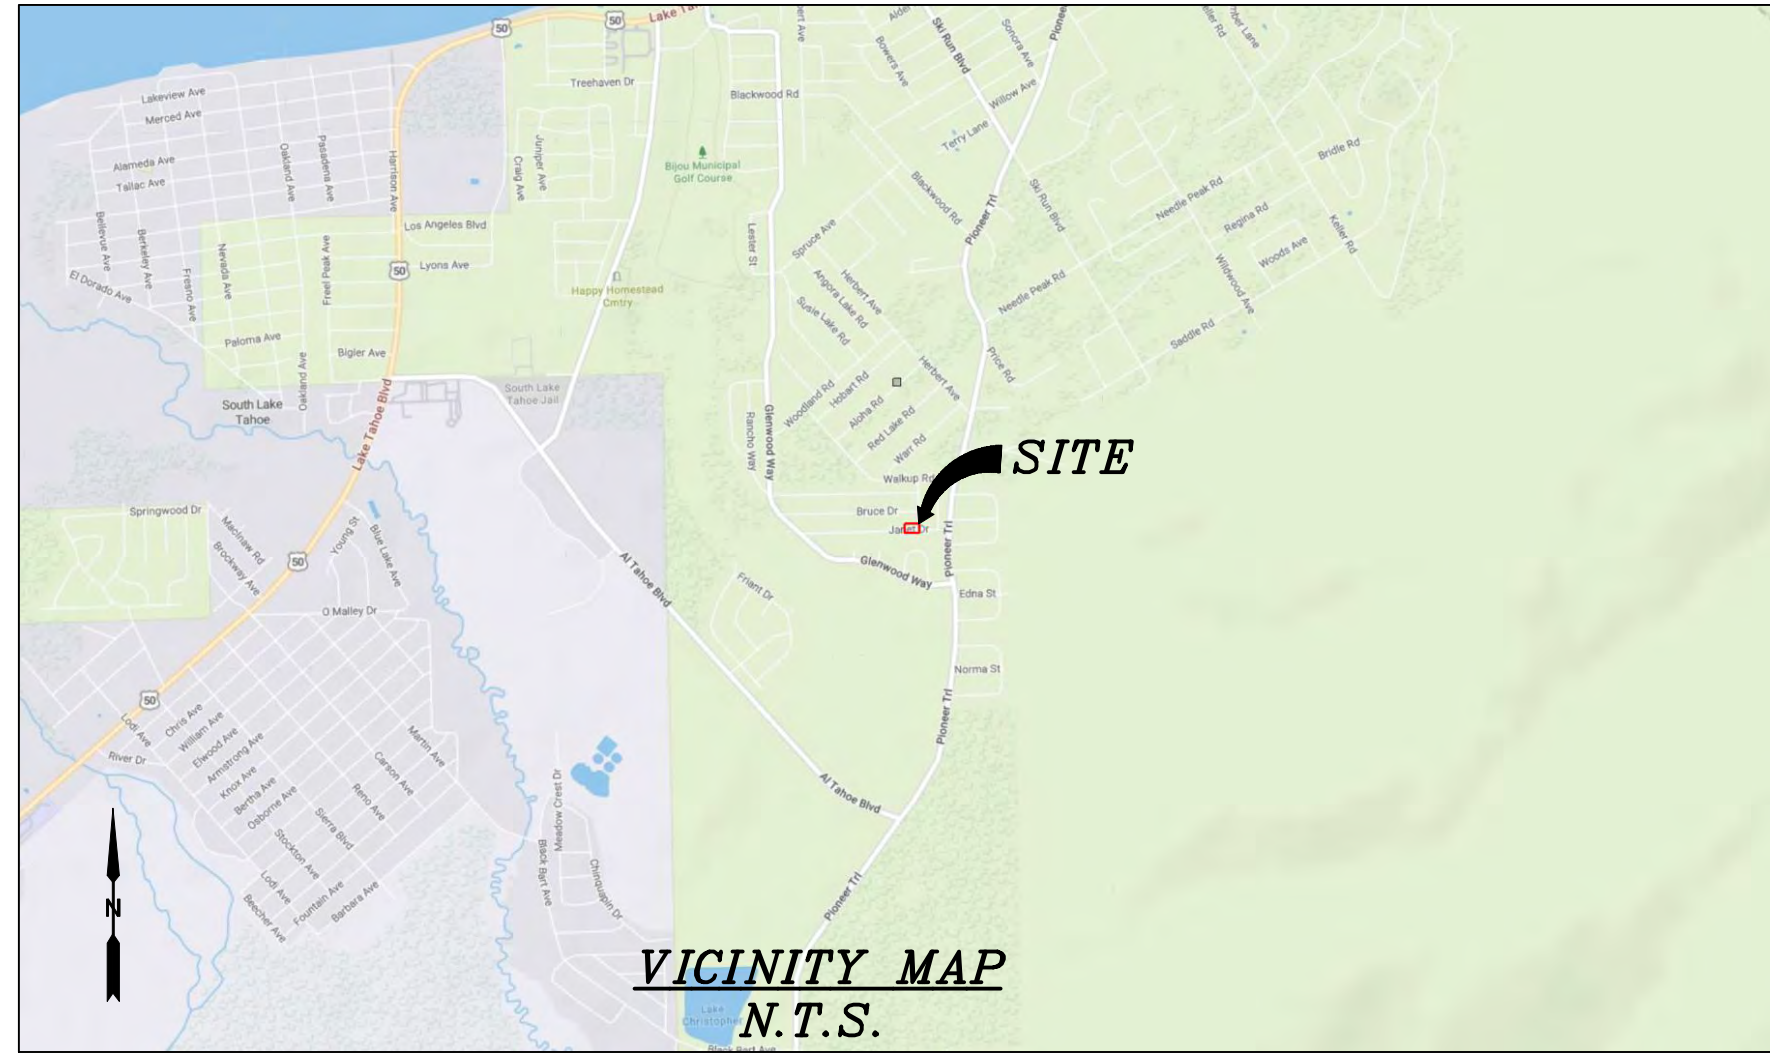 50
50
Lake Ta
Alder
Ski Run Blvd
Sonora Ave
Bowers Ave
Treehaven Dr
Lakeview Ave
Merced Ave
Blackwood Rd
Willow Ave
Terry Lane
Alameda Ave
Tallac Ave
Oakland Ave
Pasadena Ave
Harrison Ave
Craig Ave
Juniper Ave
Bijou Municipal
Golf Course
Bridle Rd
Blackwood Rd
Pioneer Trl
Ski Run Blvd
Needle Peak Rd
Regina Rd
Keller Rd
Woods Ave
Wildwood Ave
Bellevue Ave
Berkeley Ave
Fresno Ave
Nevada Ave
Freel Peak Ave
Los Angeles Blvd
Lyons Ave
50
El Dorado Ave
Lester St
Spruce Ave
Herbert Ave
Angora Lake Rd
Susie Lake Rd
Happy Homestead
Cmtry
Needle Peak Rd
Saddle Rd
Paloma Ave
Bigler Ave
Oakland Ave
Price Rd
South Lake
Tahoe Jail
South Lake
Tahoe
Lake Tahoe Blvd
Woodland Rd
Hobart Rd
Herbert Ave
Aloha Rd
Red Lake Rd
Warr Rd
Rancho Way
Glenwood Way
Walkup Rd
SITE
Springwood Dr
Bruce Dr
Janet Dr
Macinaw Rd
Brockway Ave
Young St
Blue Lake Ave
50
Al Tahoe Blvd
Glenwood Way
Pioneer Trl
Friant Dr
Edna St
O Malley Dr
Norma St
50
Lodi Ave
Chris Ave
William Ave
Elwood Ave
Armstrong Ave
Knox Ave
Bertha Ave
Osborne Ave
River Dr
Martin Ave
Carson Ave
Reno Ave
Sierra Blvd
Stockton Ave
Pioneer Trl
Al Tahoe Blvd
Meadow Crest Dr
Black Bart Ave
Chinquapin Dr
Lodi Ave
Fountain Ave
Barbara Ave
Beecher Ave
Pioneer Trl
N
VICINITY MAP
N.T.S.
Lake
Christopher
Black Bart Ave